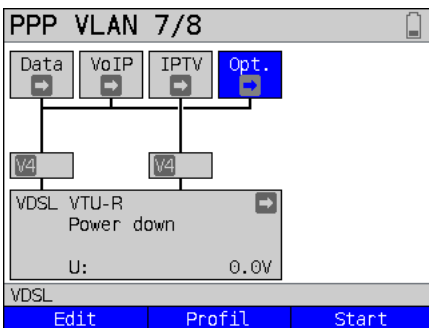 PPP VLAN 7/8
Data VoIP IPTV Opt.
V4 V4
VDSL VTU-R
Power down
U: 0.0V
VDSL
Edit Profil Start